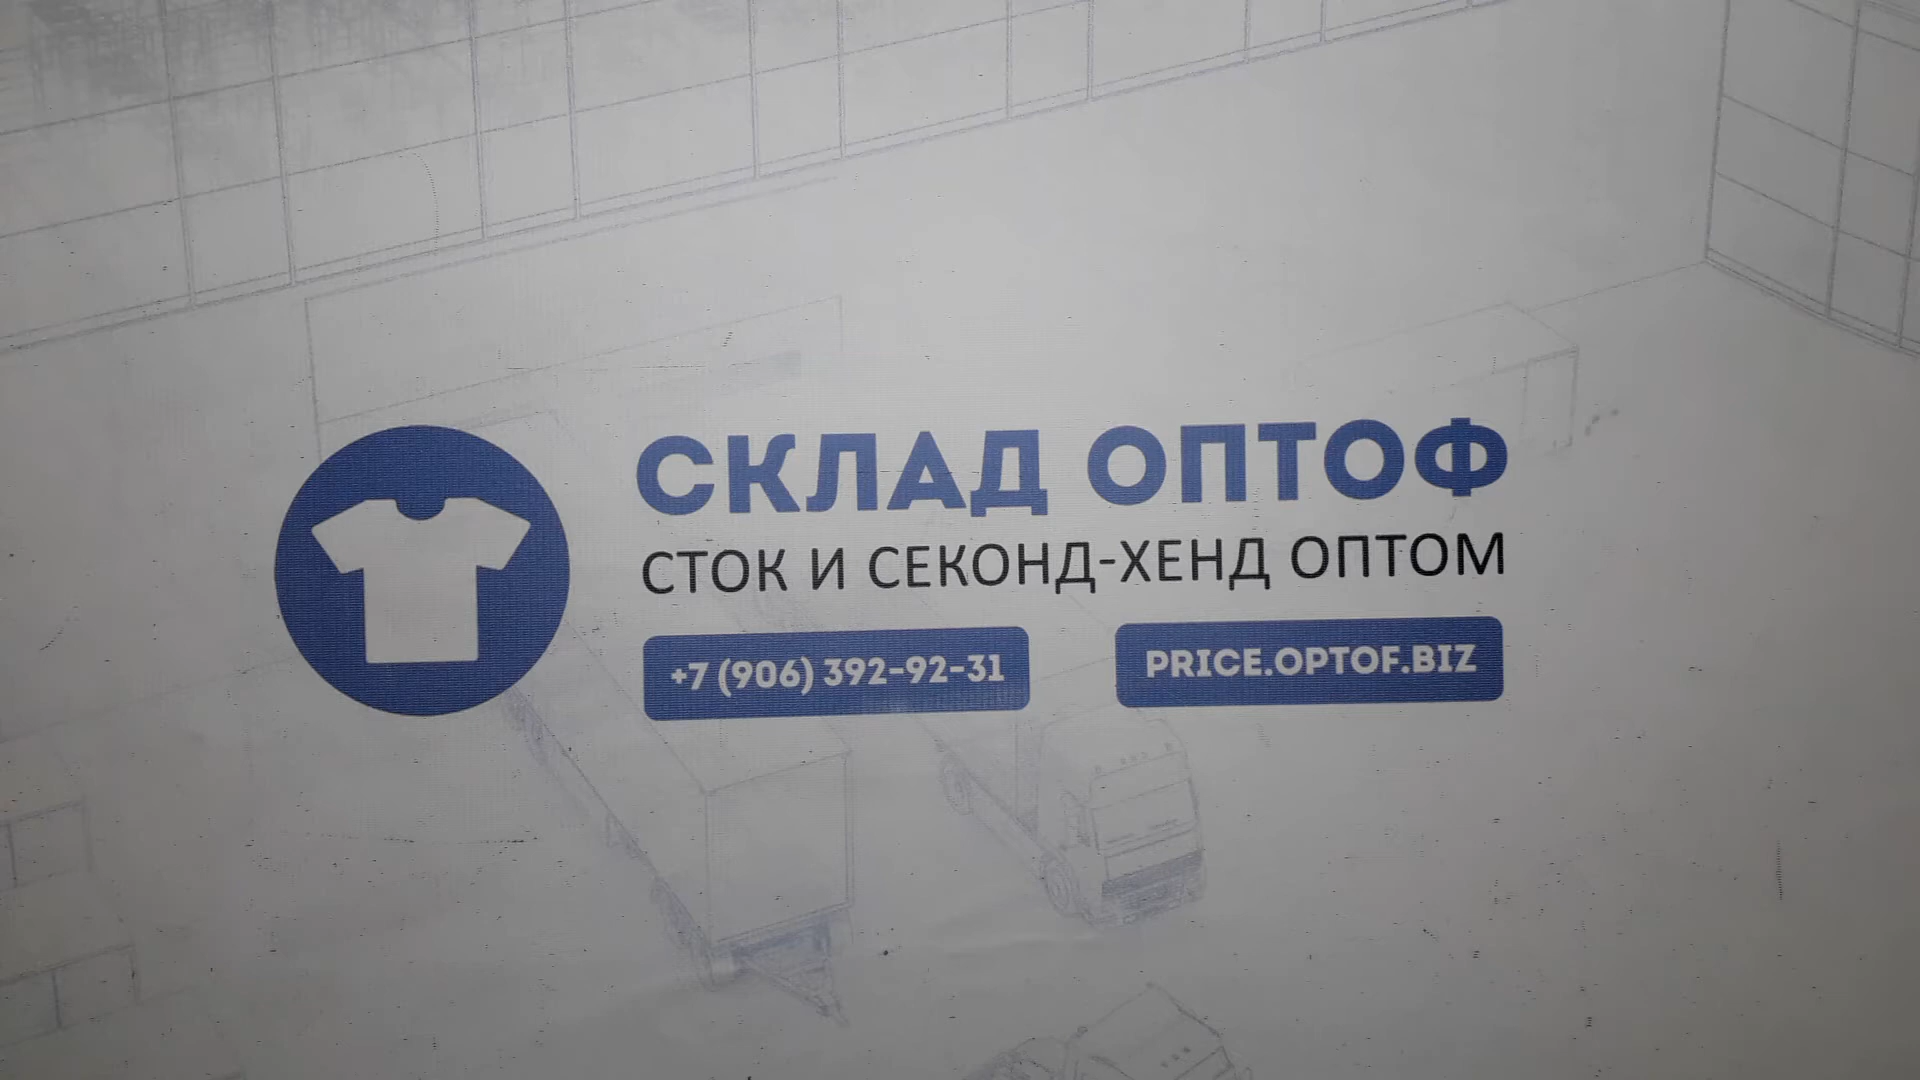 СКЛАД ОПТОФ
СТОК И СЕКОНД-ХЕНД ОПТОМ
+7 (906) 392-92-31
PRICE.OPTOF.BIZ